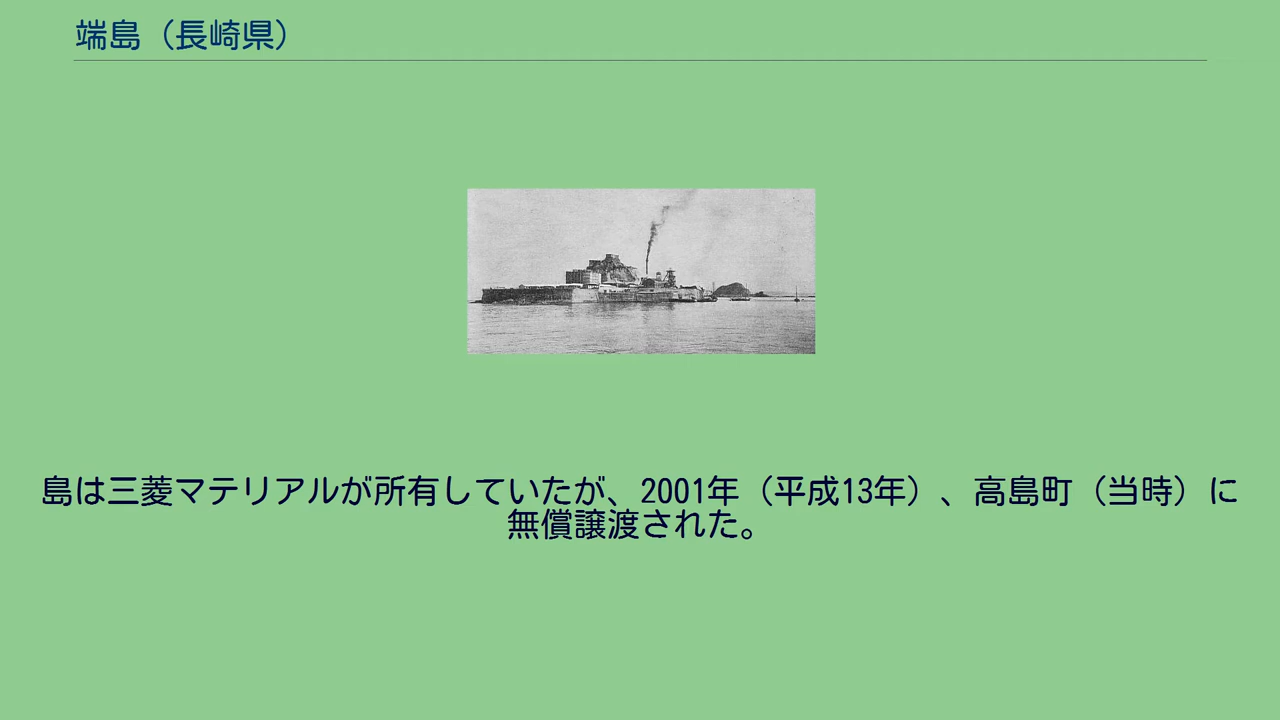 端島（長崎県）
島は三菱マテリアルが所有していたが、2001年（平成13年）、高島町（当時）に
無償譲渡された。